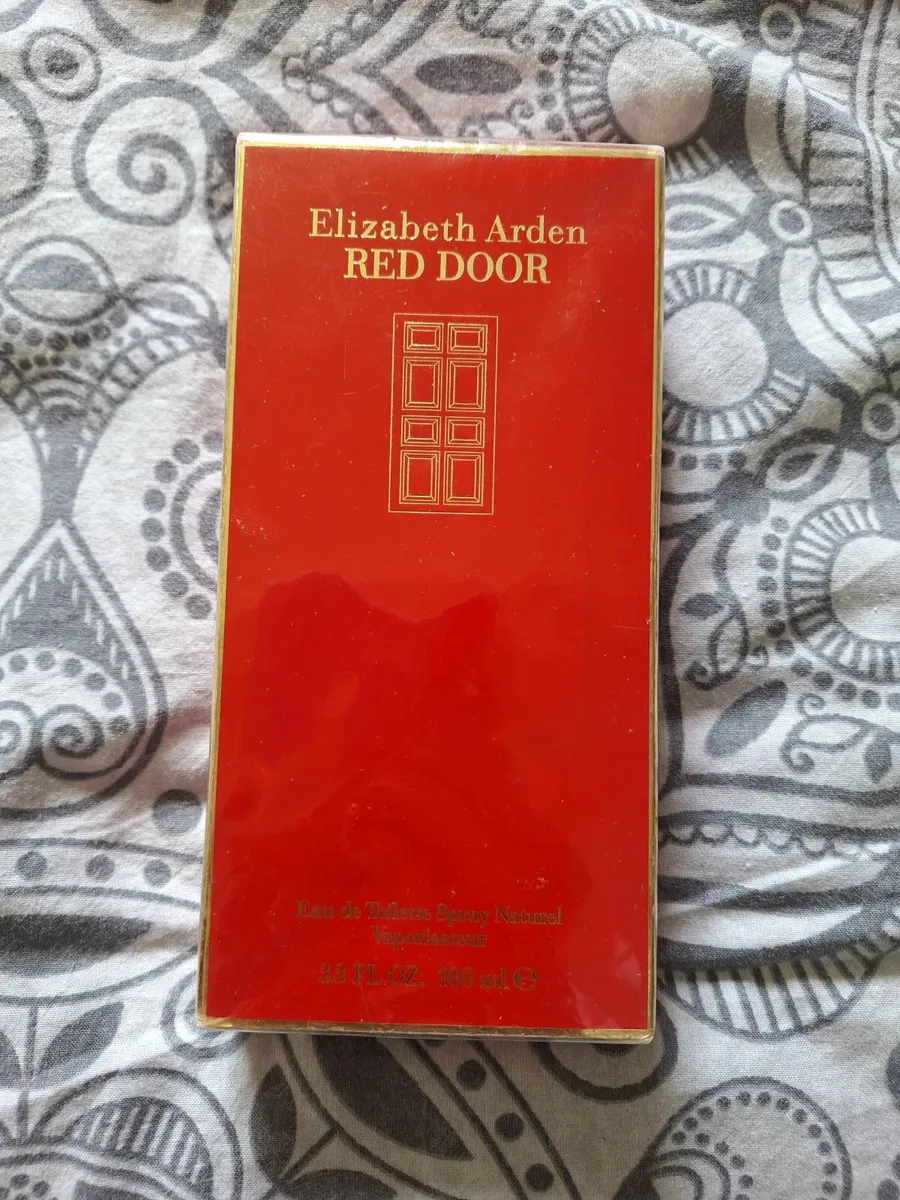 Elizabeth Arden
RED DOOR
Eau de Toilette Spray Naturel
Vaporisateur
3.3 FL.OZ. 100 ml ℮